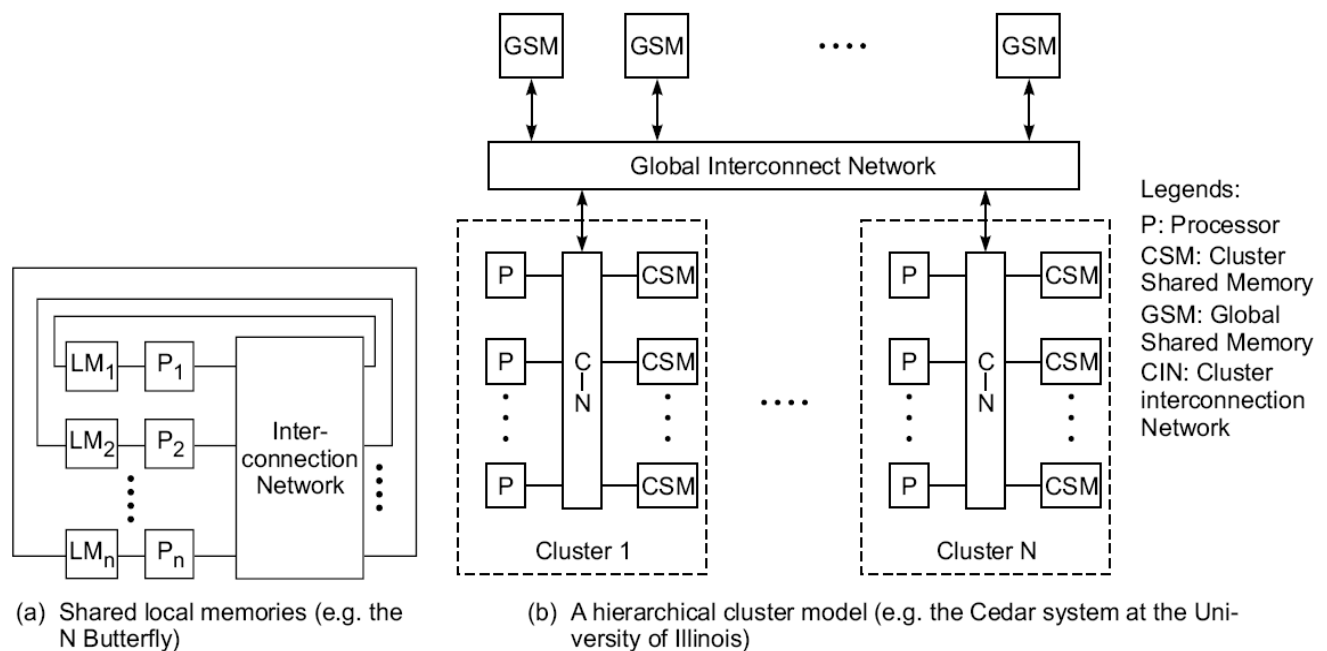 GSM GSM .... GSM
Global Interconnect Network
Legends:
P: Processor
CSM: Cluster
Shared Memory
GSM: Global
Shared Memory
CIN: Cluster
interconnection
Network
LM1 P1
LM2 P2
LMn Pn
Inter-
connection
Network
P CSM
P CSM
P CSM
C
I
N
Cluster 1
....
P CSM
P CSM
P CSM
C
I
N
Cluster N
(a) Shared local memories (e.g. the
N Butterfly)
(b) A hierarchical cluster model (e.g. the Cedar system at the Uni-
versity of Illinois)